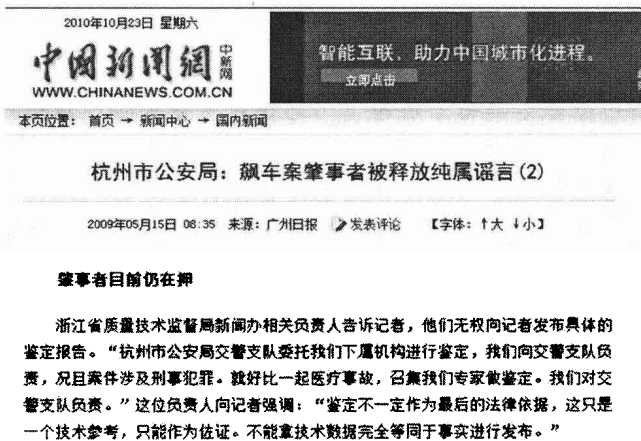 2010年10月23日 星期六
中国新闻網 中新网
WWW.CHINANEWS.COM.CN
智能互联，助力中国城市化进程。
立即点击
本页位置： 首页 → 新闻中心 → 国内新闻
杭州市公安局：飙车案肇事者被释放纯属谣言(2)
2009年05月15日 08:35 来源：广州日报 发表评论 【字体：↑大 ↓小】
肇事者目前仍在押
浙江省质量技术监督局新闻办相关负责人告诉记者，他们无权向记者发布具体的
鉴定报告。“杭州市公安局交警支队委托我们下属机构进行鉴定，我们向交警支队负
责，况且案件涉及刑事犯罪。就好比一起医疗事故，召集我们专家做鉴定。我们对交
警支队负责。”这位负责人向记者强调：“鉴定不一定作为最后的法律依据，这只是
一个技术参考，只能作为佐证。不能拿技术数据完全等同于事实进行发布。”